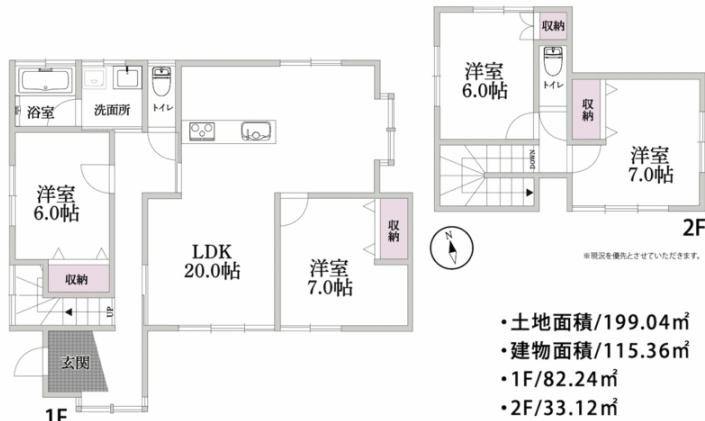 浴室
洗面所
トイレ
洋室
6.0帖
収納
UP
玄関
1F
LDK
20.0帖
洋室
7.0帖
収納
洋室
6.0帖
収納
トイレ
収納
洋室
7.0帖
DOWN
2F
N
※現況を優先とさせていただきます。
・土地面積/199.04㎡
・建物面積/115.36㎡
・1F/82.24㎡
・2F/33.12㎡